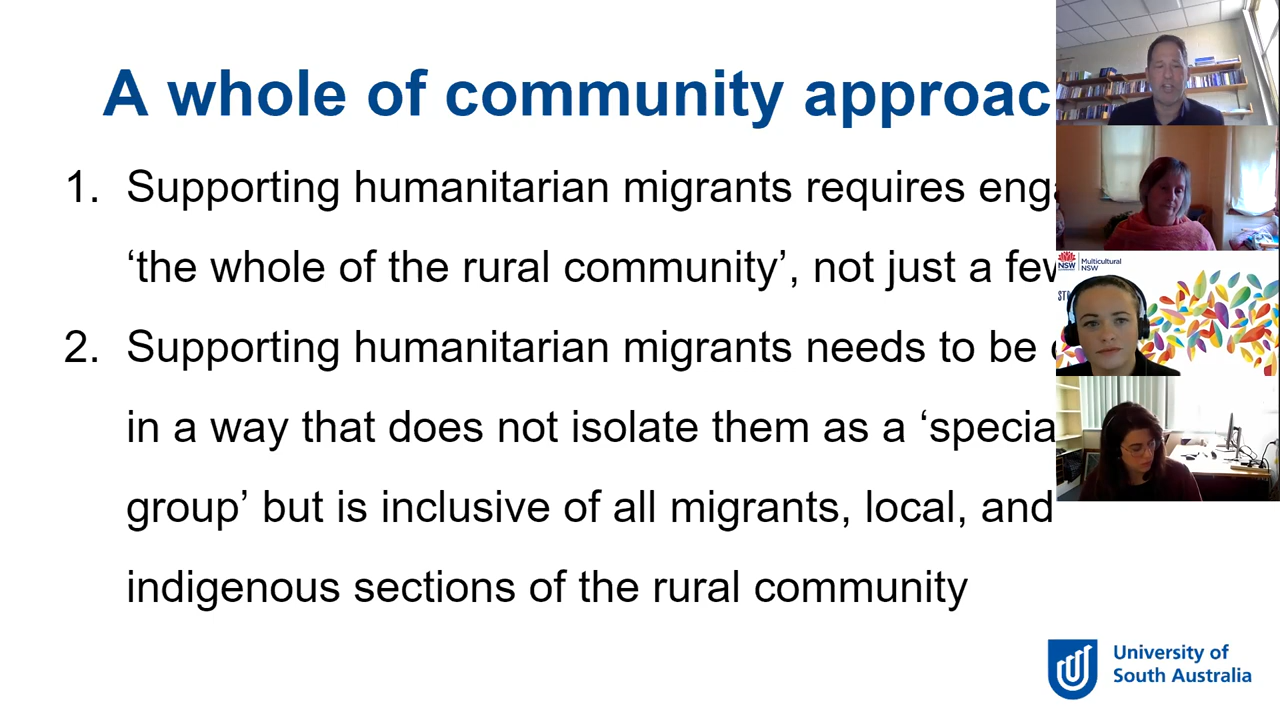 A whole of community approac
1. Supporting humanitarian migrants requires eng
‘the whole of the rural community’, not just a few
2. Supporting humanitarian migrants needs to be
in a way that does not isolate them as a ‘specia
group’ but is inclusive of all migrants, local, and
indigenous sections of the rural community
NSW
Multicultural
NSW
University of
South Australia